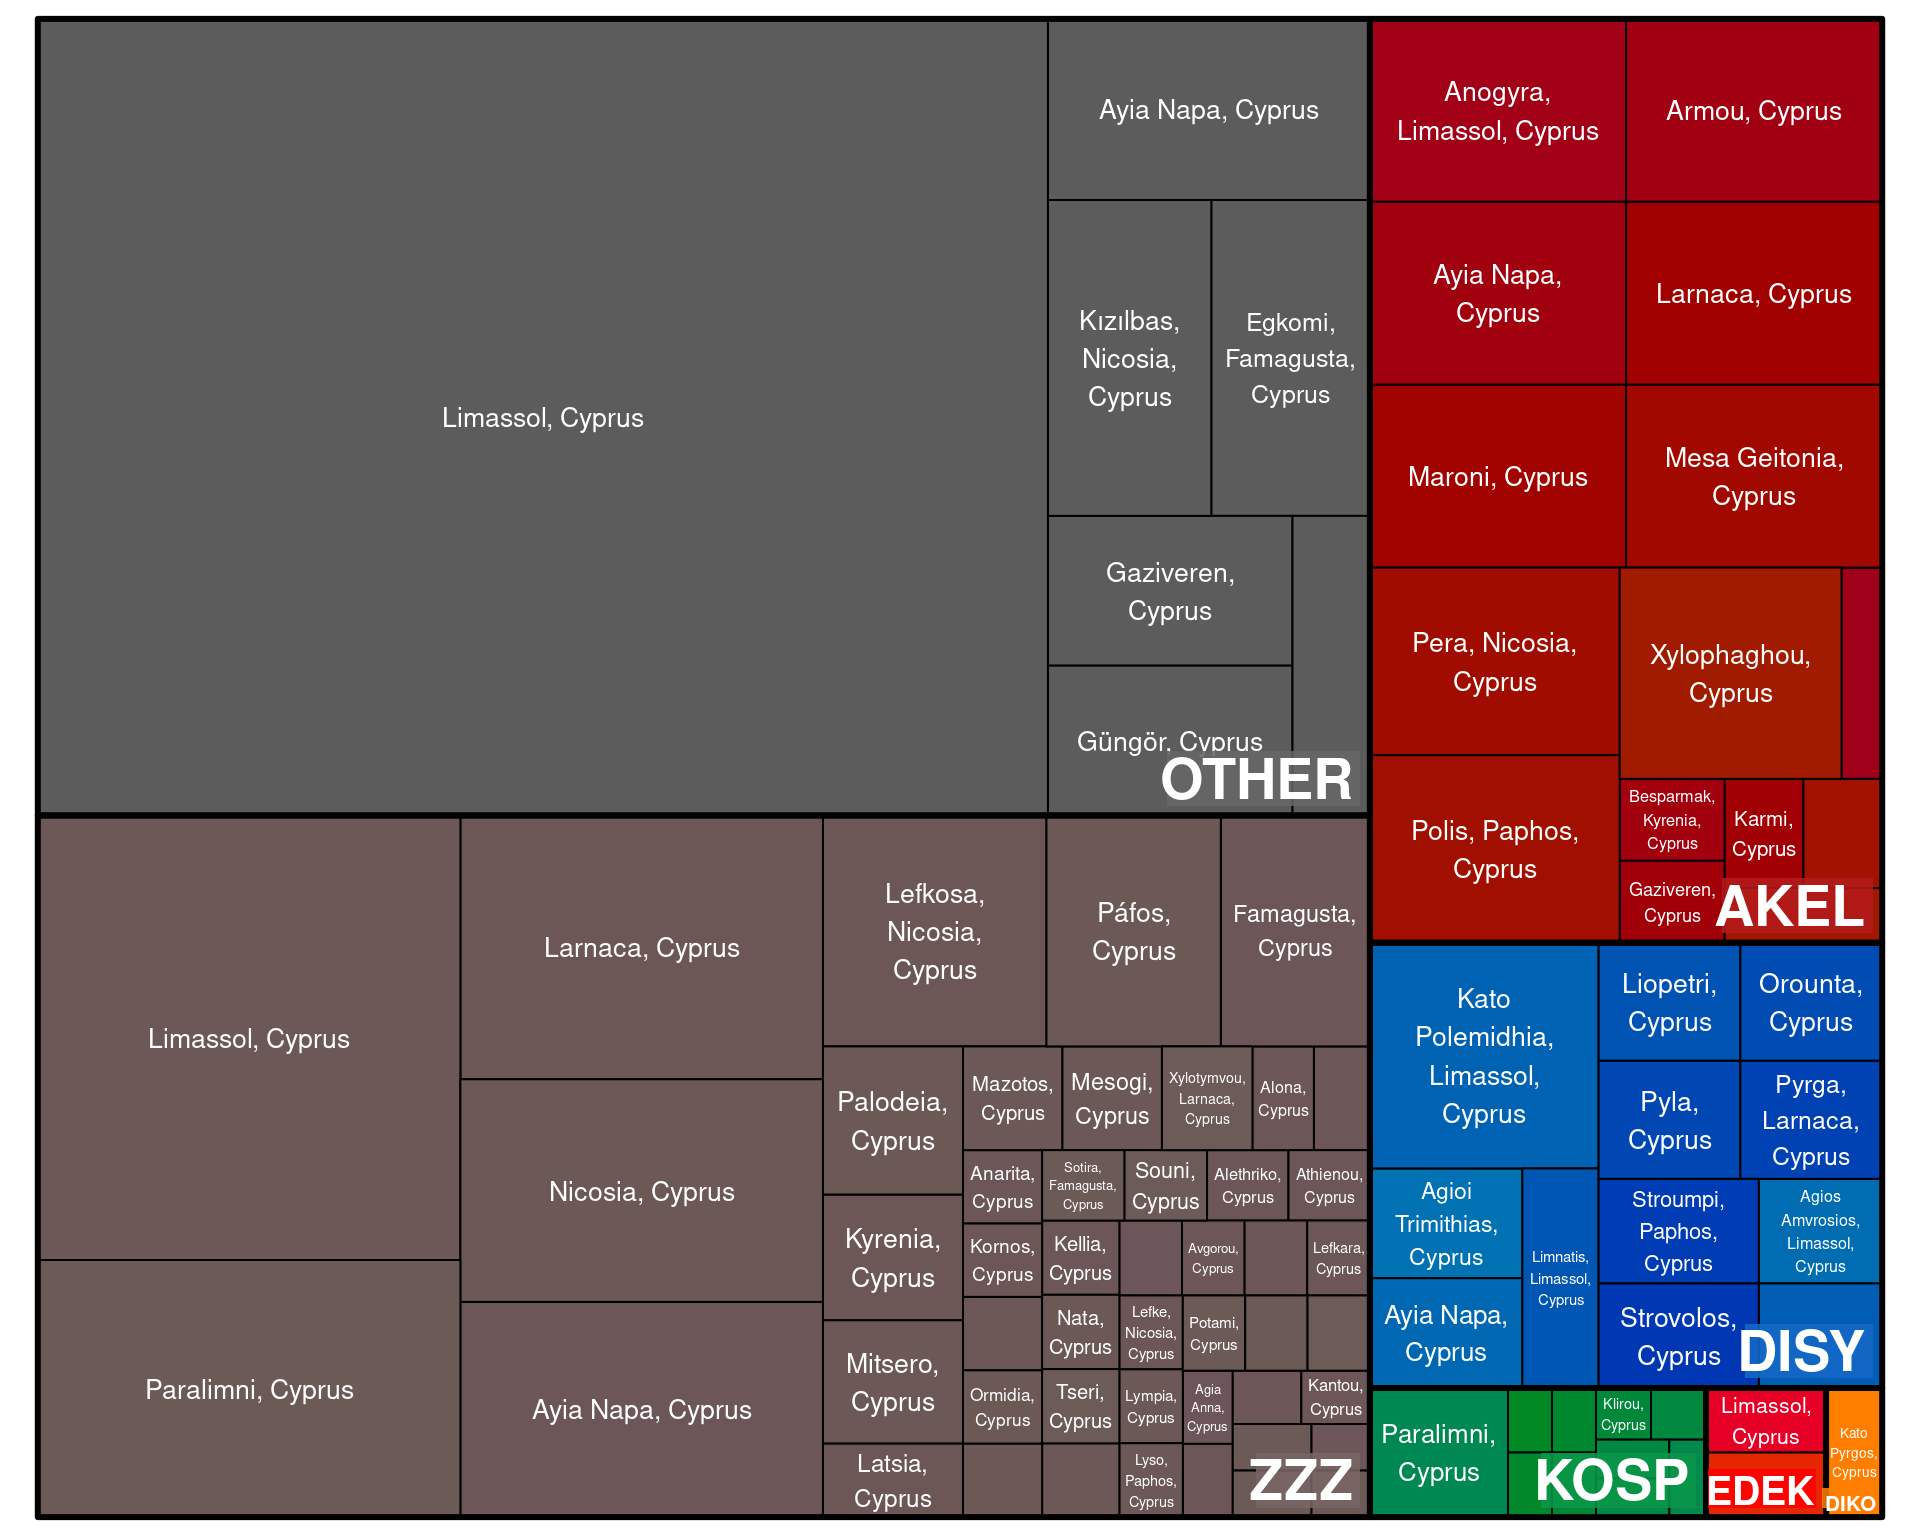 Limassol, Cyprus
Ayia Napa, Cyprus
Kızılbas,
Nicosia,
Cyprus
Egkomi,
Famagusta,
Cyprus
Gaziveren,
Cyprus
Güngör, Cyprus
OTHER
Anogyra,
Limassol, Cyprus
Armou, Cyprus
Ayia Napa,
Cyprus
Larnaca, Cyprus
Maroni, Cyprus
Mesa Geitonia,
Cyprus
Pera, Nicosia,
Cyprus
Xylophaghou,
Cyprus
Polis, Paphos,
Cyprus
Besparmak,
Kyrenia,
Cyprus
Karmi,
Cyprus
Gaziveren,
Cyprus
AKEL
Limassol, Cyprus
Paralimni, Cyprus
Larnaca, Cyprus
Nicosia, Cyprus
Ayia Napa, Cyprus
Lefkosa,
Nicosia,
Cyprus
Páfos,
Cyprus
Famagusta,
Cyprus
Palodeia,
Cyprus
Kyrenia,
Cyprus
Mitsero,
Cyprus
Latsia,
Cyprus
Mazotos,
Cyprus
Mesogi,
Cyprus
Xylotymvou,
Larnaca,
Cyprus
Alona,
Cyprus
Anarita,
Cyprus
Sotira,
Famagusta,
Cyprus
Souni,
Cyprus
Alethriko,
Cyprus
Athienou,
Cyprus
Kornos,
Cyprus
Kellia,
Cyprus
Avgorou,
Cyprus
Lefkara,
Cyprus
Nata,
Cyprus
Lefke,
Nicosia,
Cyprus
Potami,
Cyprus
Ormidia,
Cyprus
Tseri,
Cyprus
Lympia,
Cyprus
Agia
Anna,
Cyprus
Kantou,
Cyprus
Lyso,
Paphos,
Cyprus
ZZZ
Kato
Polemidhia,
Limassol,
Cyprus
Liopetri,
Cyprus
Orounta,
Cyprus
Pyla,
Cyprus
Pyrga,
Larnaca,
Cyprus
Agioi
Trimithias,
Cyprus
Limnatis,
Limassol,
Cyprus
Stroumpi,
Paphos,
Cyprus
Agios
Amvrosios,
Limassol,
Cyprus
Ayia Napa,
Cyprus
Strovolos,
Cyprus
DISY
Paralimni,
Cyprus
Klirou,
Cyprus
KOSP
Limassol,
Cyprus
EDEK
Kato
Pyrgos,
Cyprus
DIKO